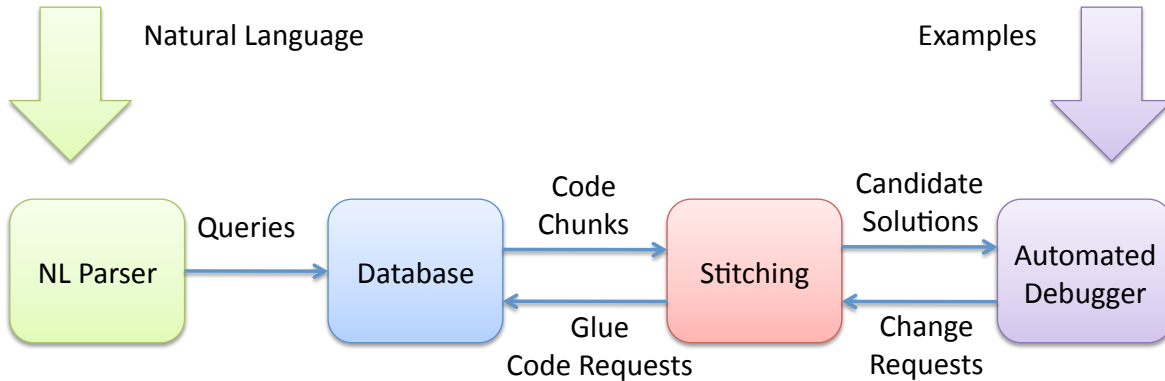 Natural Language
Examples
NL Parser
Queries
Database
Code
Chunks
Glue
Code Requests
Stitching
Candidate
Solutions
Change
Requests
Automated
Debugger